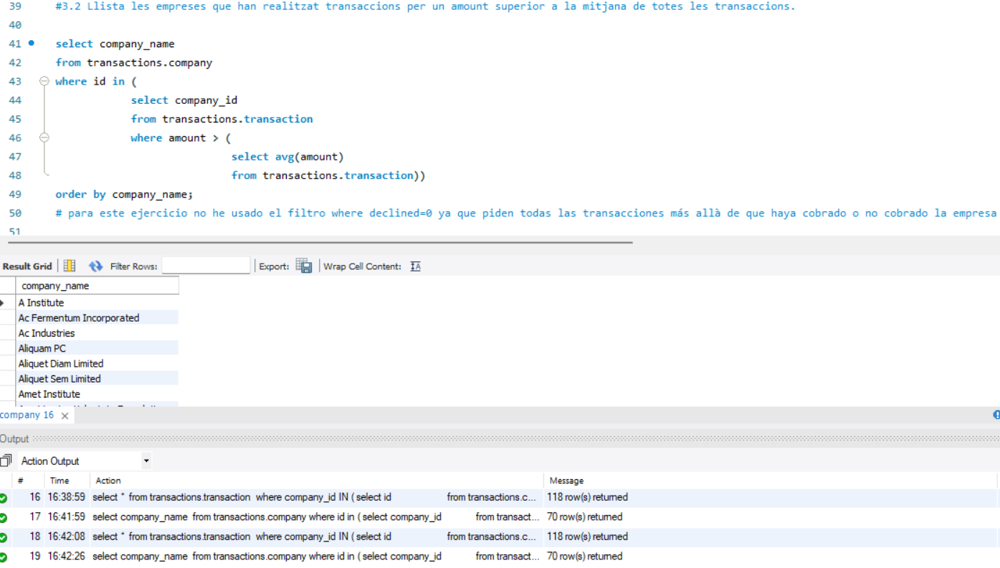 39 #3.2 Llista les empreses que han realitzat transaccions per un amount superior a la mitjana de totes les transaccions.
40
41 select company_name
42 from transactions.company
43 where id in (
44 select company_id
45 from transactions.transaction
46 where amount > (
47 select avg(amount)
48 from transactions.transaction))
49 order by company_name;
50 # para este ejercicio no he usado el filtro where declined=0 ya que piden todas las transacciones más allà de que haya cobrado o no cobrado la empresa
51
Result Grid Filter Rows: Export: Wrap Cell Content:
company_name
A Institute
Ac Fermentum Incorporated
Ac Industries
Aliquam PC
Aliquet Diam Limited
Aliquet Sem Limited
Amet Institute
company 16
Output
Action Output
# Time Action Message
16 16:38:59 select * from transactions.transaction where company_id IN ( select id from transactions.c... 118 row(s) returned
17 16:41:59 select company_name from transactions.company where id in ( select company_id from transact... 70 row(s) returned
18 16:42:08 select * from transactions.transaction where company_id IN ( select id from transactions.c... 118 row(s) returned
19 16:42:26 select company_name from transactions.company where id in ( select company_id from transact... 70 row(s) returned